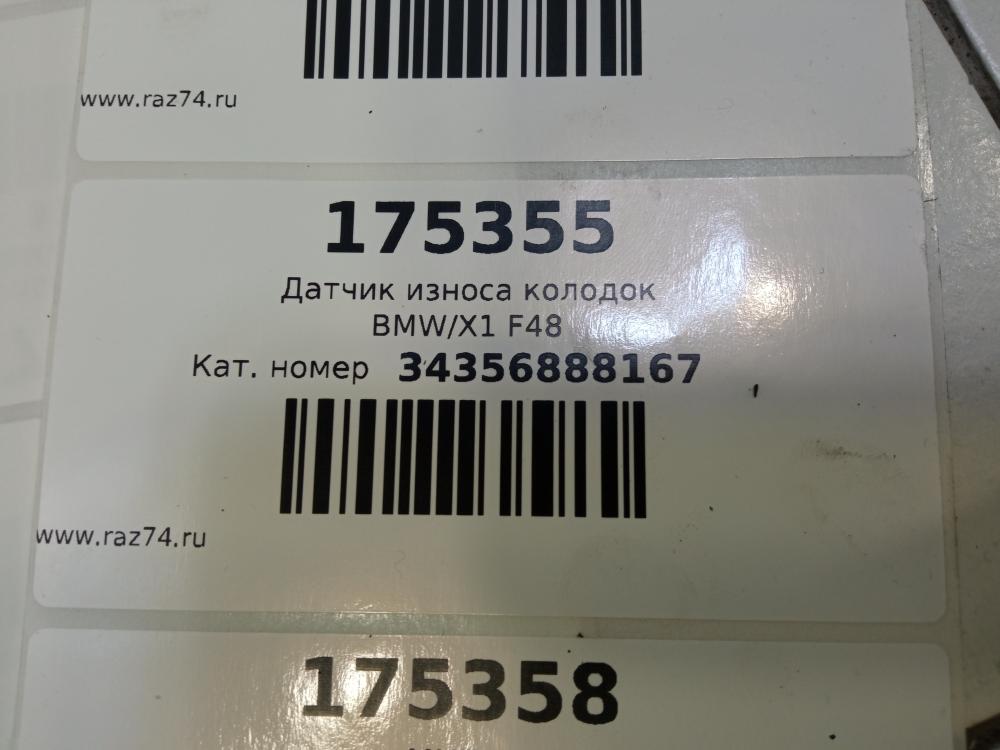 www.raz74.ru
175355
Датчик износа колодок
BMW/X1 F48
Кат. номер 34356888167
www.raz74.ru
175358